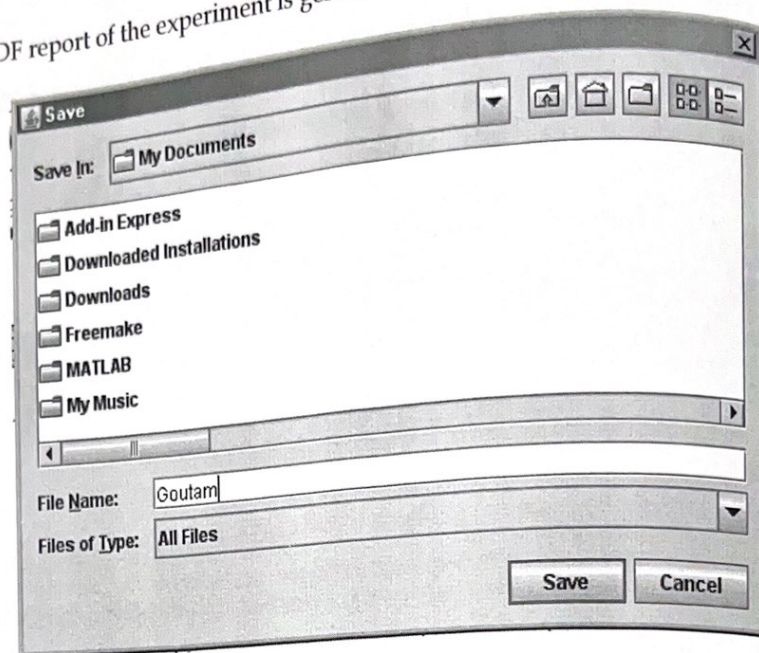 DF report of the experiment is
Save
Save In: My Documents
Add-in Express
Downloaded Installations
Downloads
Freemake
MATLAB
My Music
File Name: Goutam
Files of Type: All Files
Save Cancel